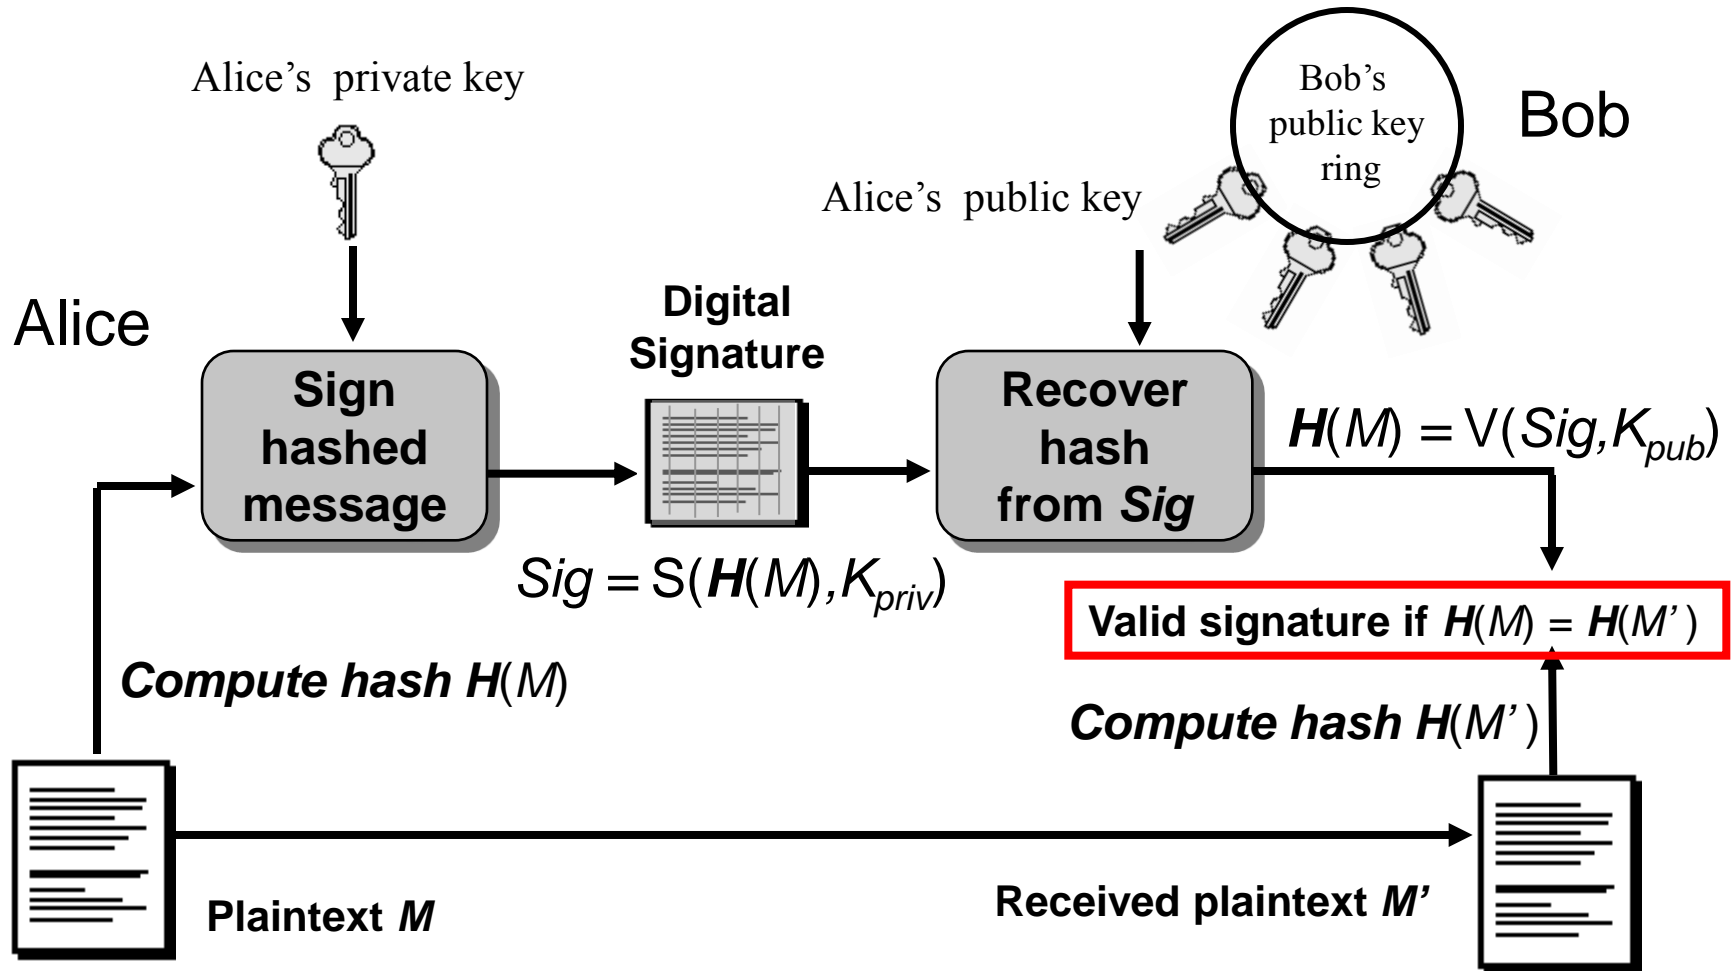 Alice's private key
Bob's
public key
ring
Bob
Alice's public key
Alice
Digital
Signature
Sign
hashed
message
Recover
hash
from Sig
H(M) = V(Sig,Kpub)
Sig = S(H(M),Kpriv)
Valid signature if H(M) = H(M’)
Compute hash H(M)
Compute hash H(M’)
Plaintext M
Received plaintext M’